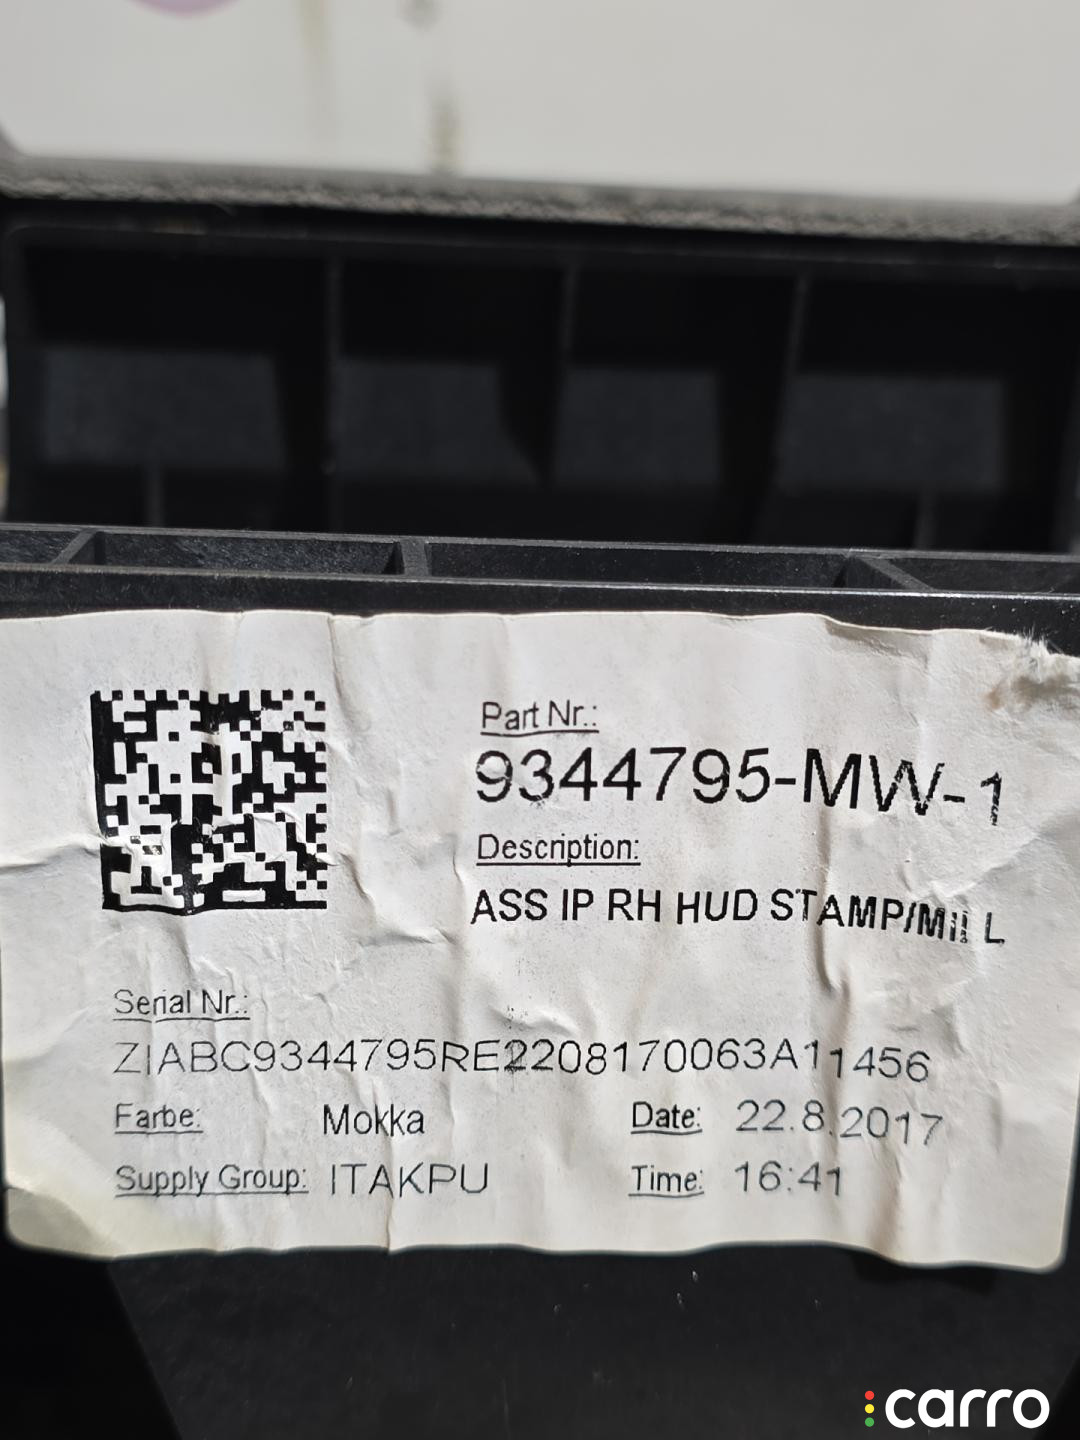 Part Nr.:
9344795-MW-1
Description:
ASS IP RH HUD STAMP/MILL
Serial Nr.:
ZIABC9344795RE2208170063A11456
Farbe: Mokka Date: 22.8.2017
Supply Group: ITAKPU Time: 16:41
carro